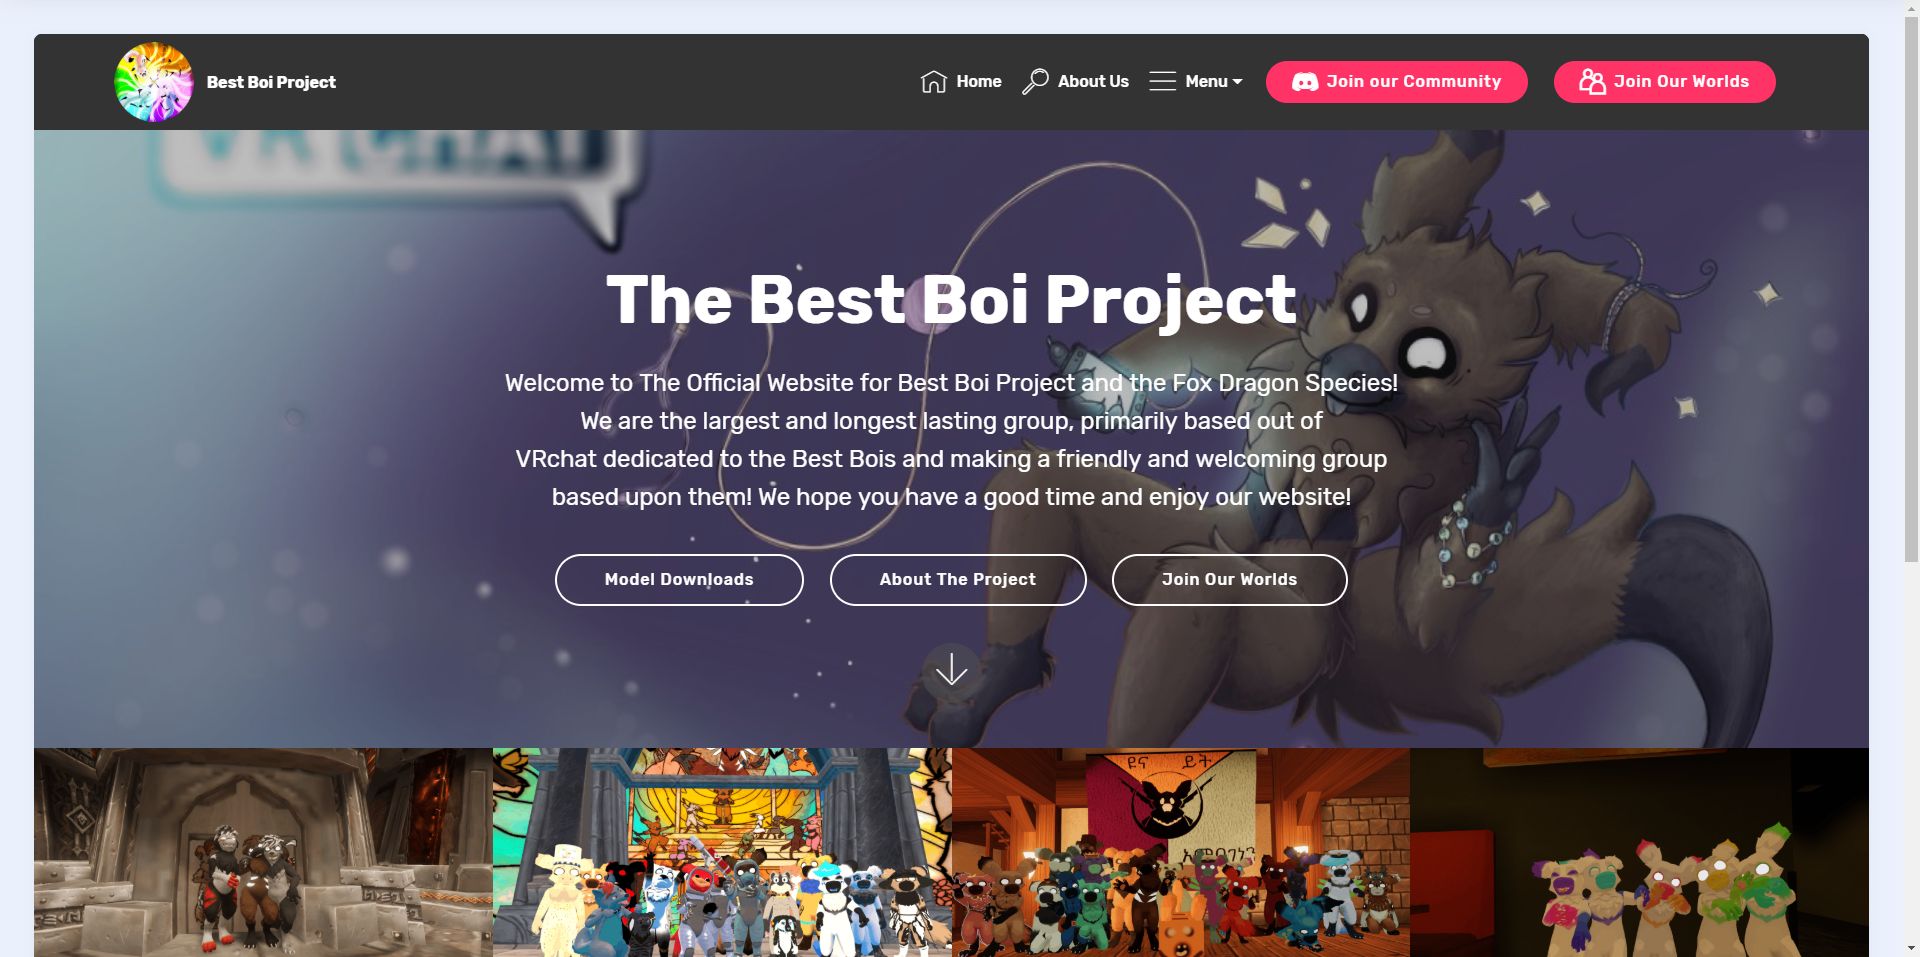 Best Boi Project
Home
About Us
Menu
Join our Community
Join Our Worlds
VR CHAT
The Best Boi Project
Welcome to The Official Website for Best Boi Project and the Fox Dragon Species!
We are the largest and longest lasting group, primarily based out of
VRchat dedicated to the Best Bois and making a friendly and welcoming group
based upon them! We hope you have a good time and enjoy our website!
Model Downloads
About The Project
Join Our Worlds